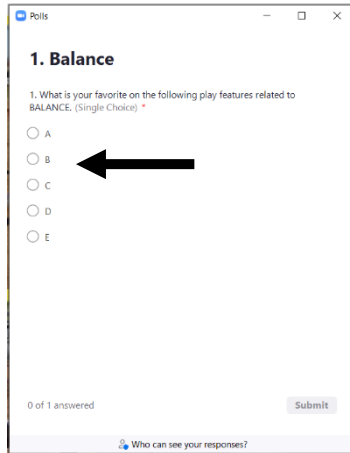 Polls
1. Balance
1. What is your favorite on the following play features related to
BALANCE. (Single Choice) *
A
B
C
D
E
0 of 1 answered
Submit
Who can see your responses?